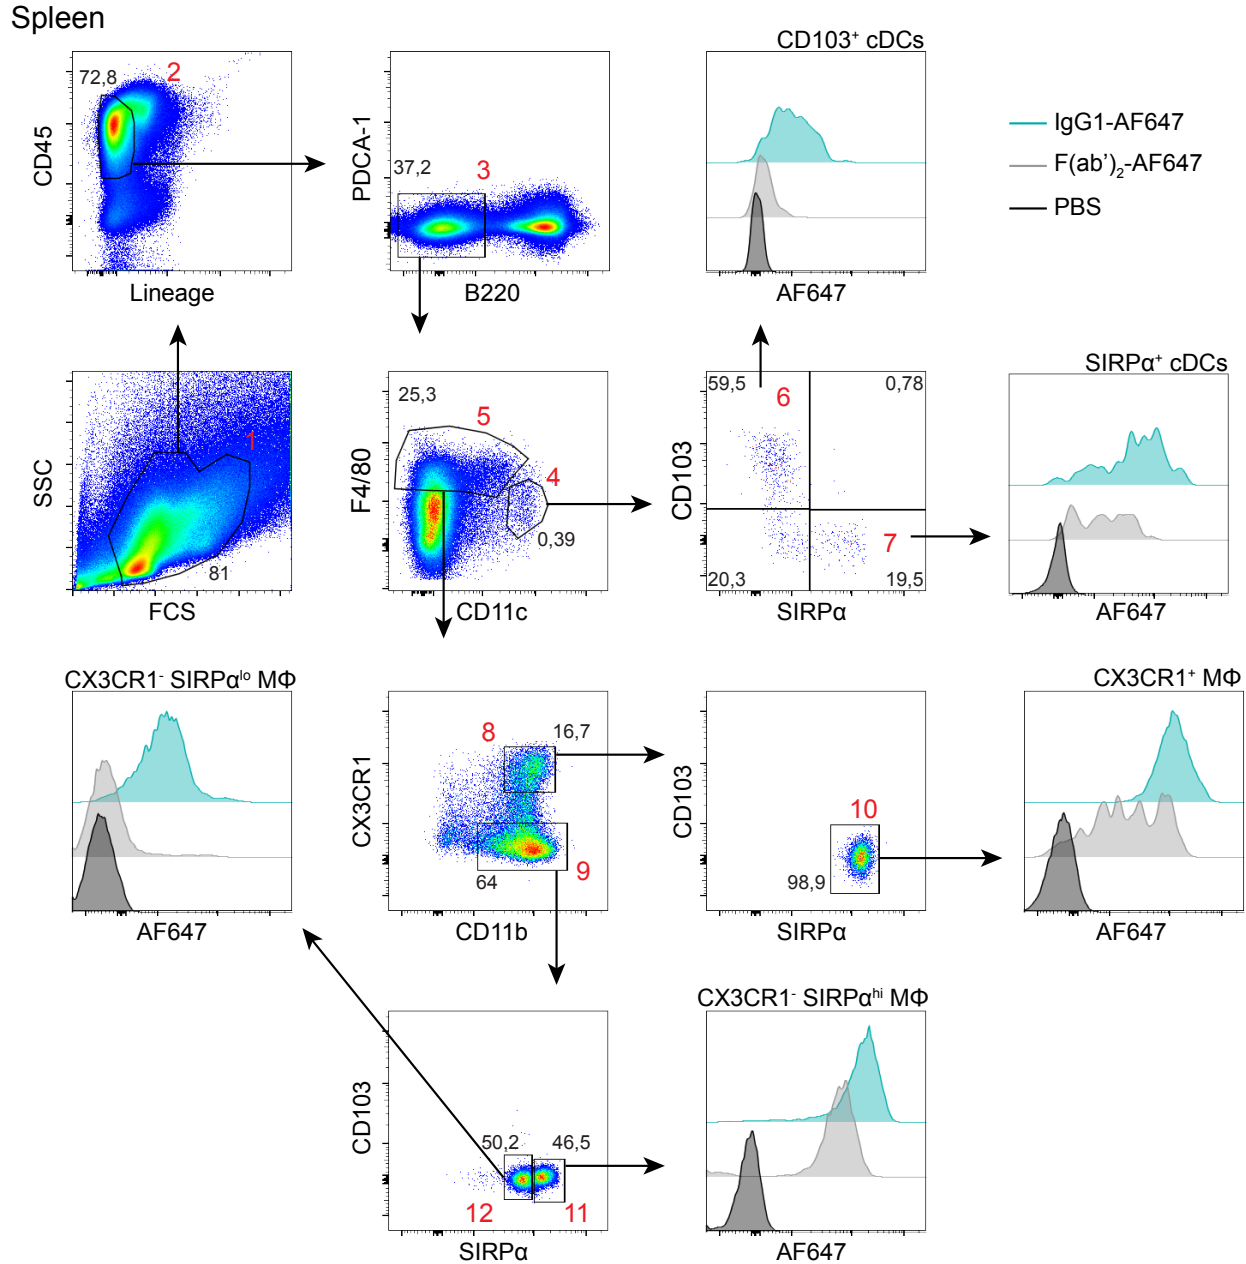 Spleen
CD103⁺ cDCs
72,8
2
CD45
Lineage
37,2
3
PDCA-1
B220
AF647
IgG1-AF647
F(ab’)₂-AF647
PBS
SSC
1
81
FCS
25,3
5
4
0,39
F4/80
CD11c
59,5
0,78
6
7
20,3
19,5
CD103
SIRPα
SIRPα⁺ cDCs
AF647
CX3CR1⁻ SIRPα^lo MΦ
AF647
8
16,7
CX3CR1
64
9
CD11b
CD103
10
98,9
SIRPα
CX3CR1⁺ MΦ
AF647
CD103
50,2
46,5
12
11
SIRPα
CX3CR1⁻ SIRPα^hi MΦ
AF647